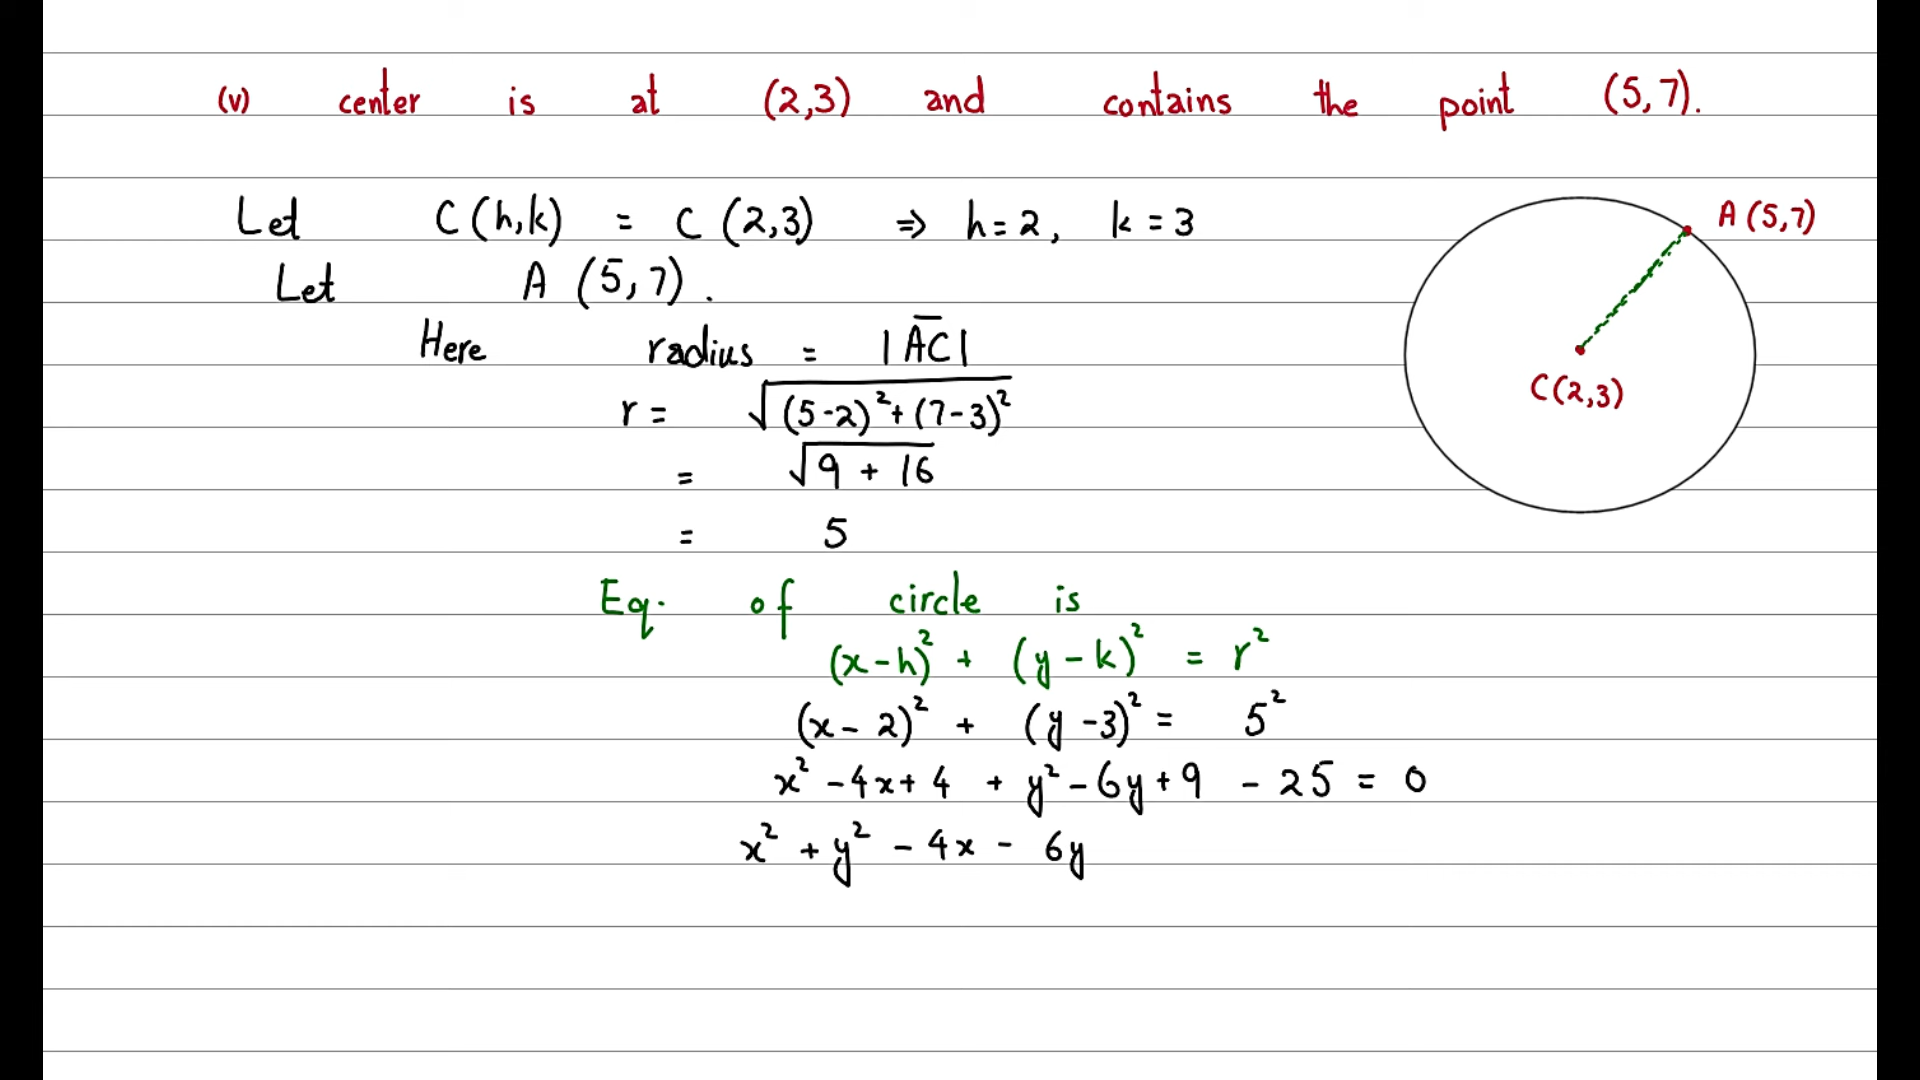 (v) center is at (2,3) and contains the point (5,7).
Let C(h,k) = C(2,3) ⇒ h=2, k=3
A(5,7)
Let A(5,7).
Here radius = |A̅C̅|
C(2,3)
r = √((5-2)²+(7-3)²)
= √(9+16)
= 5
Eq. of circle is
(x-h)² + (y-k)² = r²
(x-2)² + (y-3)² = 5²
x²-4x+4 + y²-6y+9 - 25 = 0
x² + y² - 4x - 6y